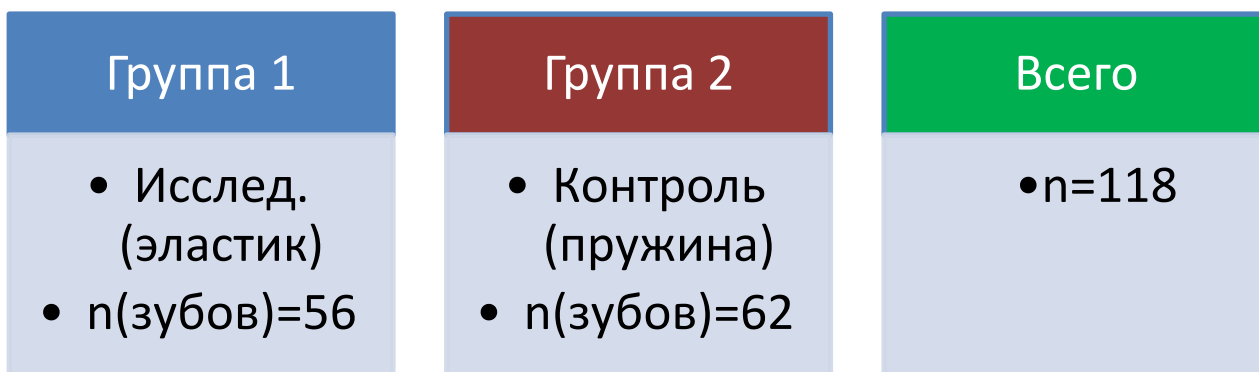 Группа 1
• Исслед.
(эластик)
• n(зубов)=56
Группа 2
• Контроль
(пружина)
• n(зубов)=62
Всего
•n=118